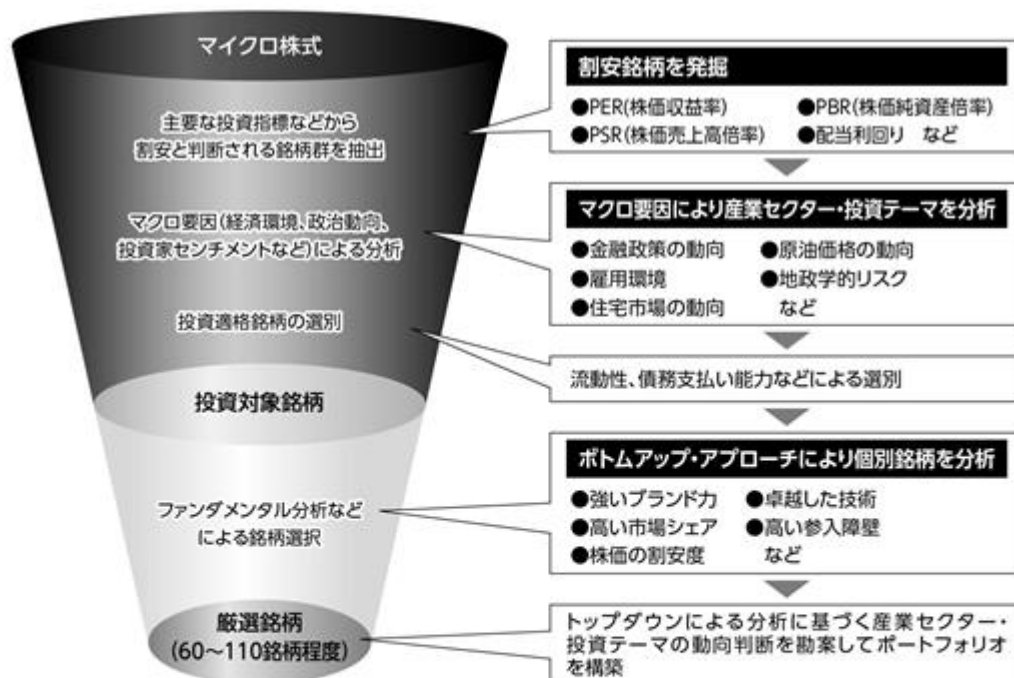 マイクロ株式
主要な投資指標などから
割安と判断される銘柄群を抽出
マクロ要因(経済環境、政治動向、
投資家センチメントなど)による分析
投資適格銘柄の選別
投資対象銘柄
ファンダメンタル分析など
による銘柄選択
厳選銘柄
(60～110銘柄程度)
割安銘柄を発掘
●PER(株価収益率) ●PBR(株価純資産倍率)
●PSR(株価売上高倍率) ●配当利回り など
マクロ要因により産業セクター・投資テーマを分析
●金融政策の動向 ●原油価格の動向
●雇用環境 ●地政学的リスク
●住宅市場の動向 など
流動性、債務支払い能力などによる選別
ボトムアップ・アプローチにより個別銘柄を分析
●強いブランド力 ●卓越した技術
●高い市場シェア ●高い参入障壁
●株価の割安度 など
トップダウンによる分析に基づく産業セクター・
投資テーマの動向判断を勘案してポートフォリオ
を構築